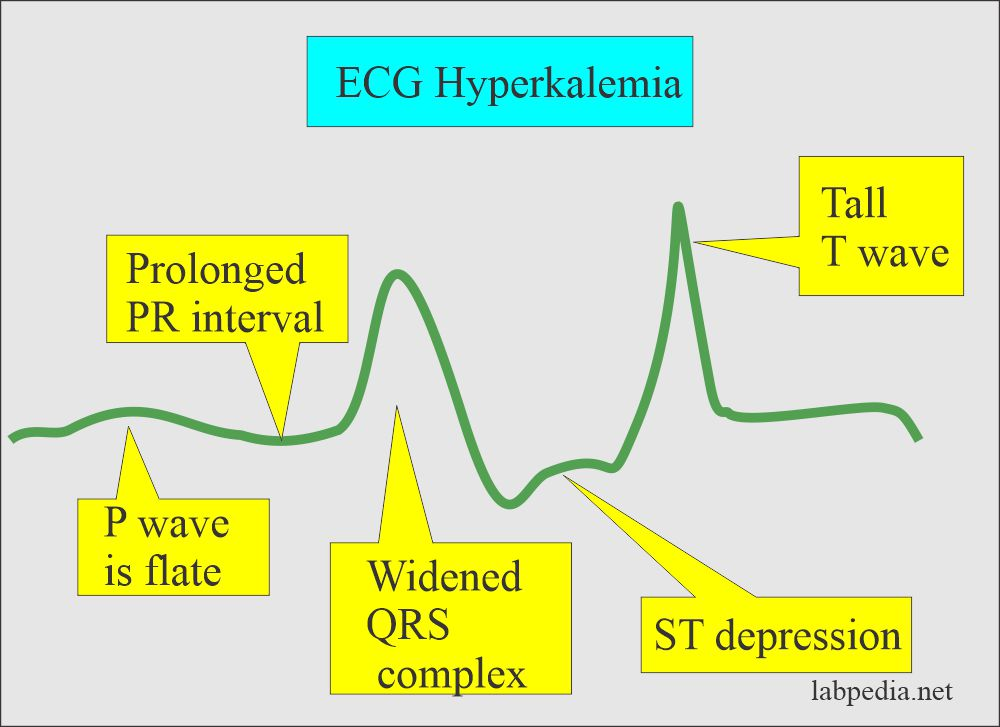 ECG Hyperkalemia
Tall
T wave
Prolonged
PR interval
P wave
is flate
Widened
QRS
complex
ST depression
labpedia.net